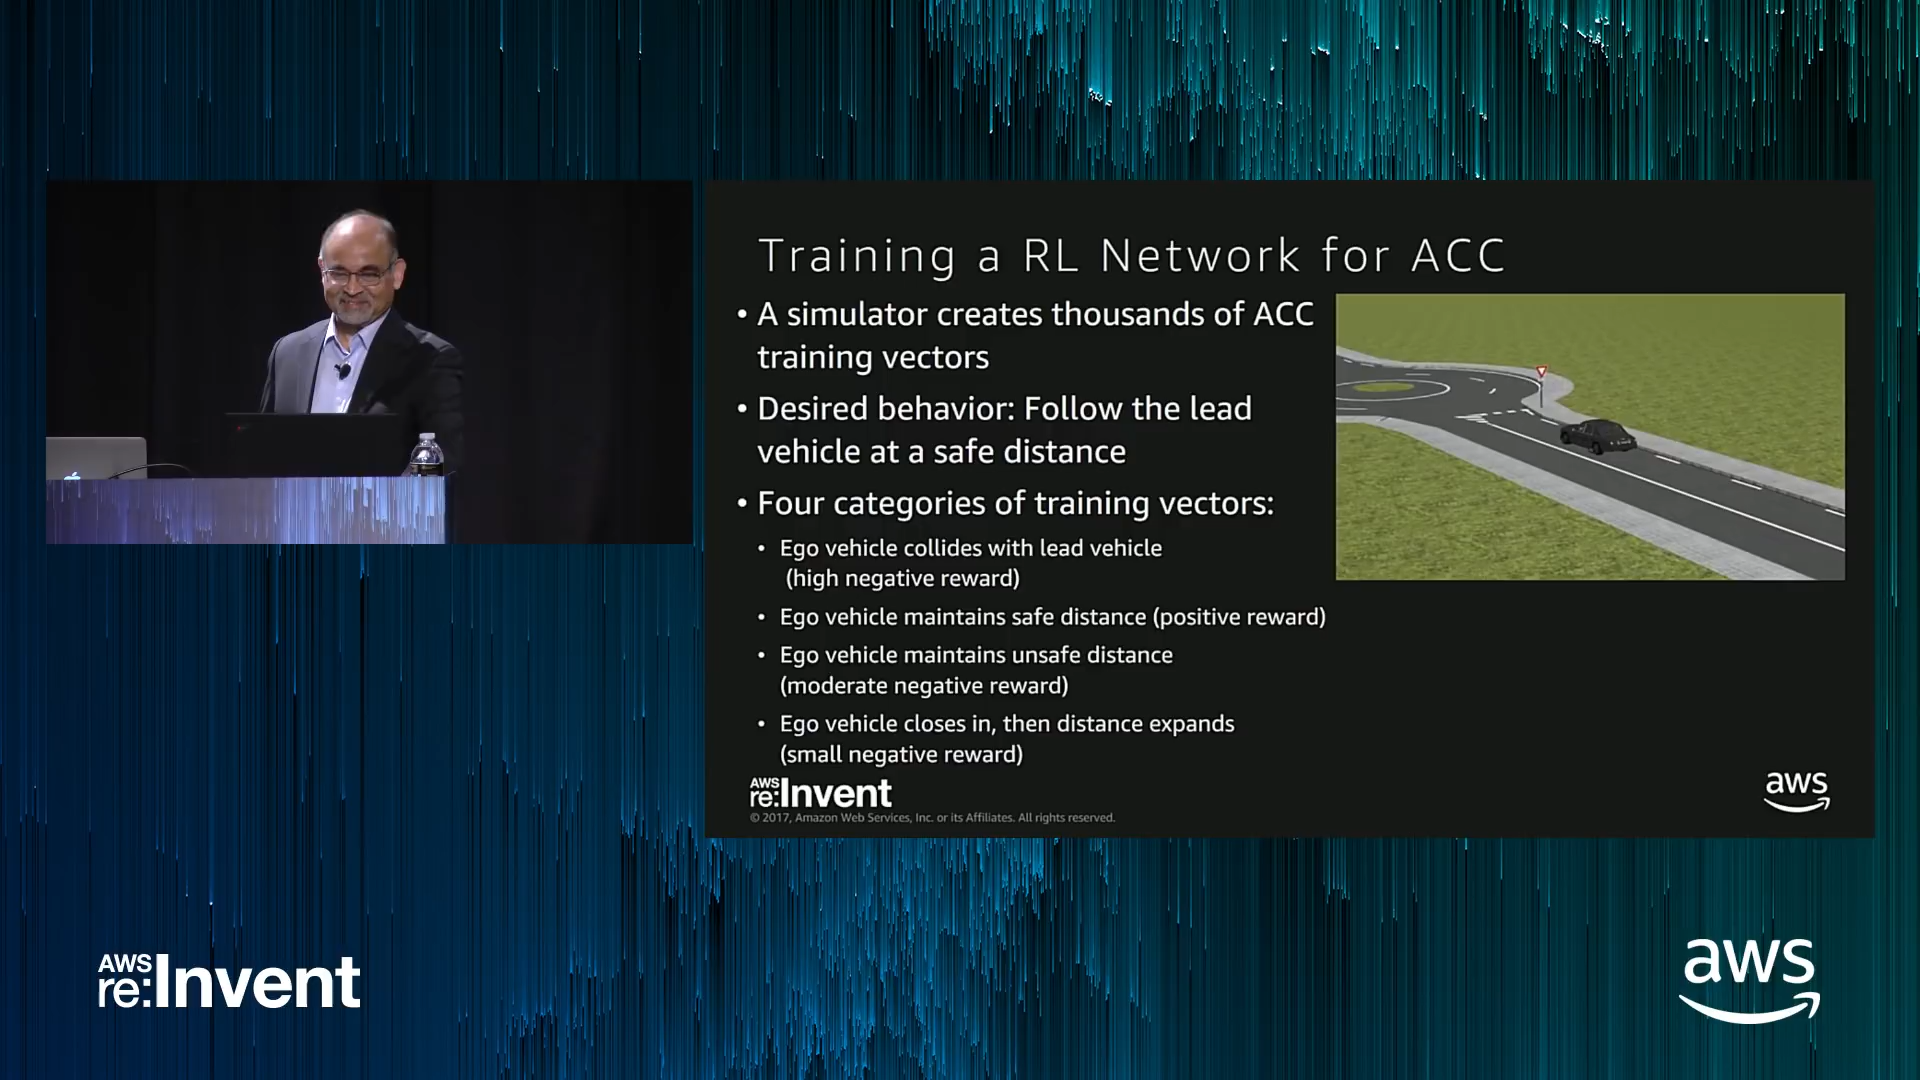 Training a RL Network for ACC
• A simulator creates thousands of ACC
training vectors
• Desired behavior: Follow the lead
vehicle at a safe distance
• Four categories of training vectors:
• Ego vehicle collides with lead vehicle
(high negative reward)
• Ego vehicle maintains safe distance (positive reward)
• Ego vehicle maintains unsafe distance
(moderate negative reward)
• Ego vehicle closes in, then distance expands
(small negative reward)
AWS
re:Invent
aws
© 2017, Amazon Web Services, Inc. or its Affiliates. All rights reserved.
AWS
re:Invent
aws